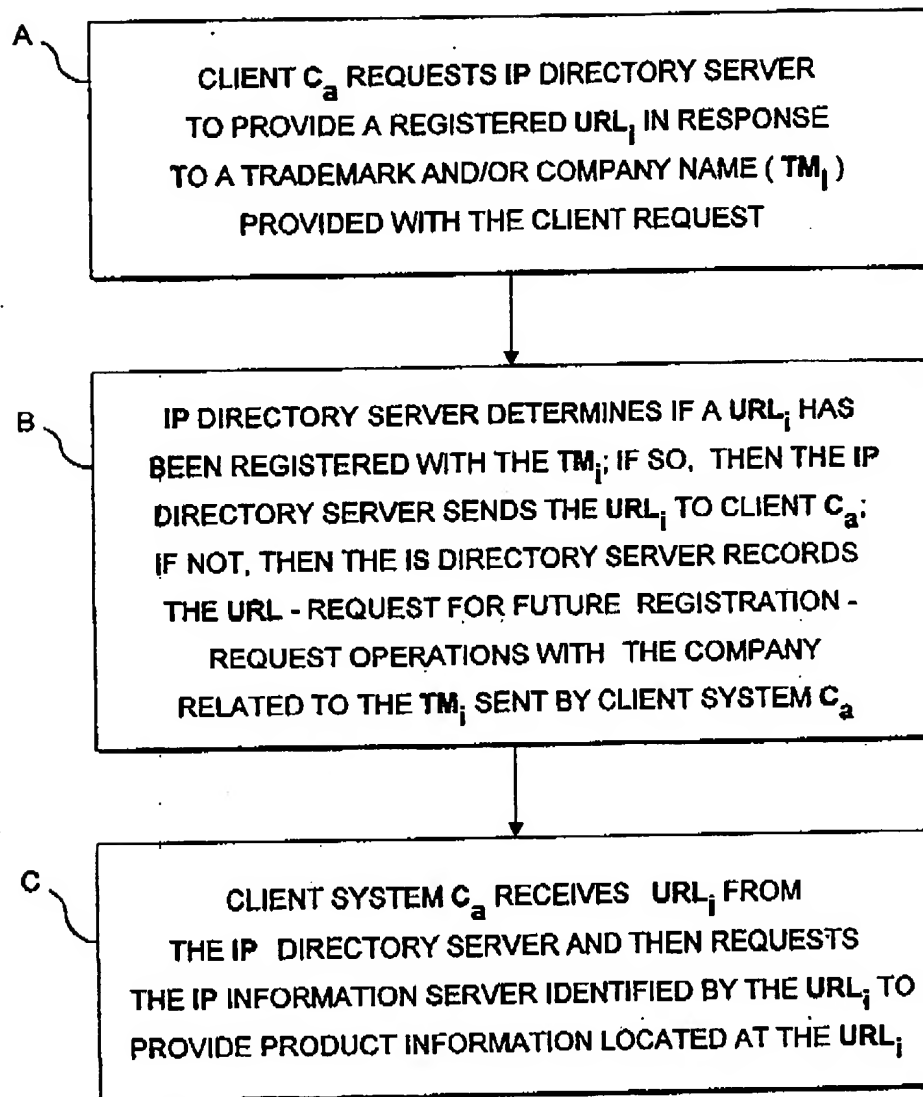 A
CLIENT Ca REQUESTS IP DIRECTORY SERVER
TO PROVIDE A REGISTERED URLi IN RESPONSE
TO A TRADEMARK AND/OR COMPANY NAME ( TMi )
PROVIDED WITH THE CLIENT REQUEST
B
IP DIRECTORY SERVER DETERMINES IF A URLi HAS
BEEN REGISTERED WITH THE TMi; IF SO, THEN THE IP
DIRECTORY SERVER SENDS THE URLi TO CLIENT Ca;
IF NOT, THEN THE IS DIRECTORY SERVER RECORDS
THE URL - REQUEST FOR FUTURE REGISTRATION -
REQUEST OPERATIONS WITH THE COMPANY
RELATED TO THE TMi SENT BY CLIENT SYSTEM Ca
C
CLIENT SYSTEM Ca RECEIVES URLi FROM
THE IP DIRECTORY SERVER AND THEN REQUESTS
THE IP INFORMATION SERVER IDENTIFIED BY THE URLi TO
PROVIDE PRODUCT INFORMATION LOCATED AT THE URLi